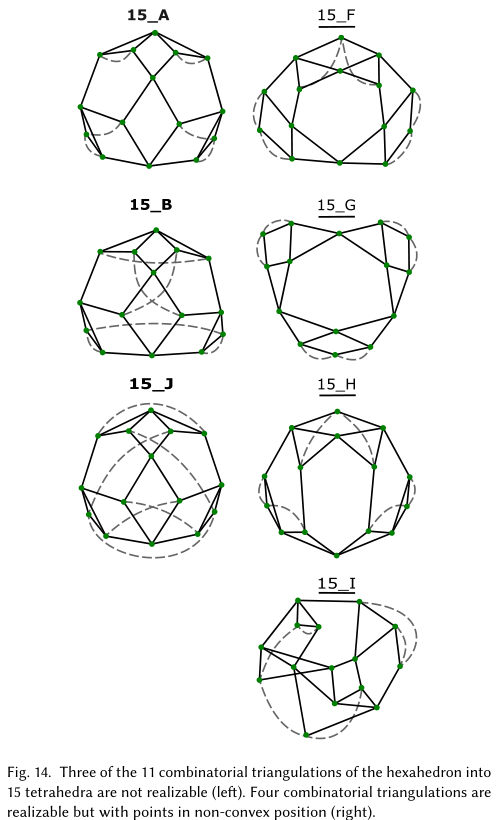 15_A
15_F
15_B
15_G
15_J
15_H
15_I
Fig. 14. Three of the 11 combinatorial triangulations of the hexahedron into
15 tetrahedra are not realizable (left). Four combinatorial triangulations are
realizable but with points in non-convex position (right).